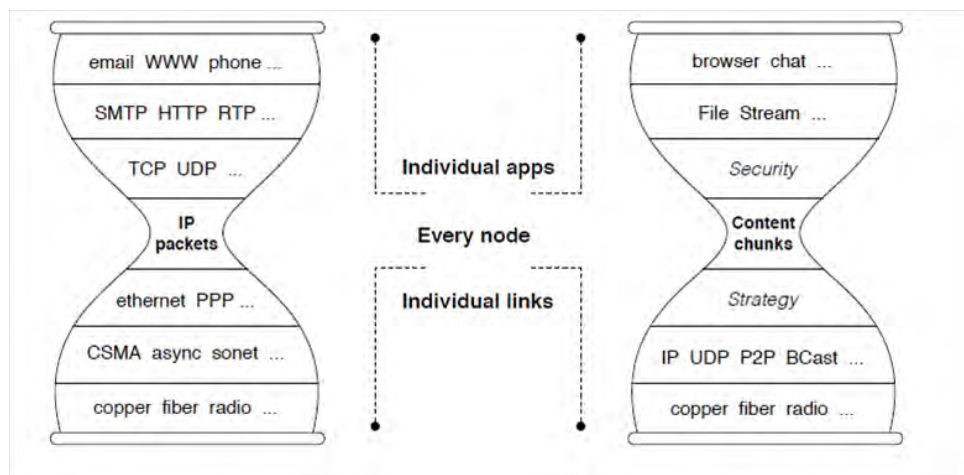 email WWW phone ...
SMTP HTTP RTP ...
TCP UDP ...
IP
packets
ethernet PPP ...
CSMA async sonet ...
copper fiber radio ...
Individual apps
Every node
Individual links
browser chat ...
File Stream ...
Security
Content
chunks
Strategy
IP UDP P2P BCast ...
copper fiber radio ...